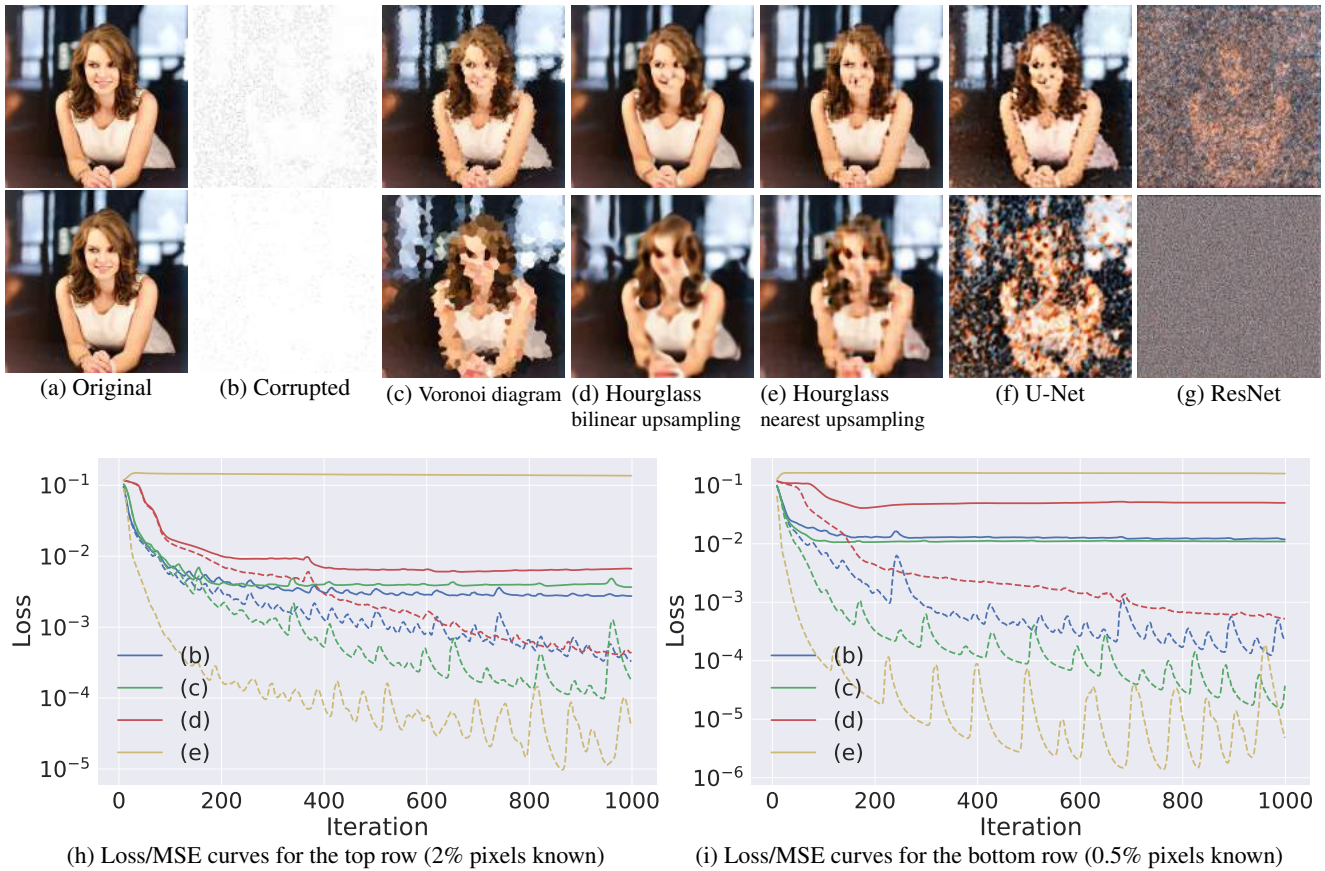 (a) Original
(b) Corrupted
(c) Voronoi diagram
(d) Hourglass
bilinear upsampling
(e) Hourglass
nearest upsampling
(f) U-Net
(g) ResNet
Loss
10⁻¹
10⁻²
10⁻³
10⁻⁴
10⁻⁵
(b)
(c)
(d)
(e)
0 200 400 600 800 1000
Iteration
(h) Loss/MSE curves for the top row (2% pixels known)
Loss
10⁻¹
10⁻²
10⁻³
10⁻⁴
10⁻⁵
10⁻⁶
(b)
(c)
(d)
(e)
0 200 400 600 800 1000
Iteration
(i) Loss/MSE curves for the bottom row (0.5% pixels known)